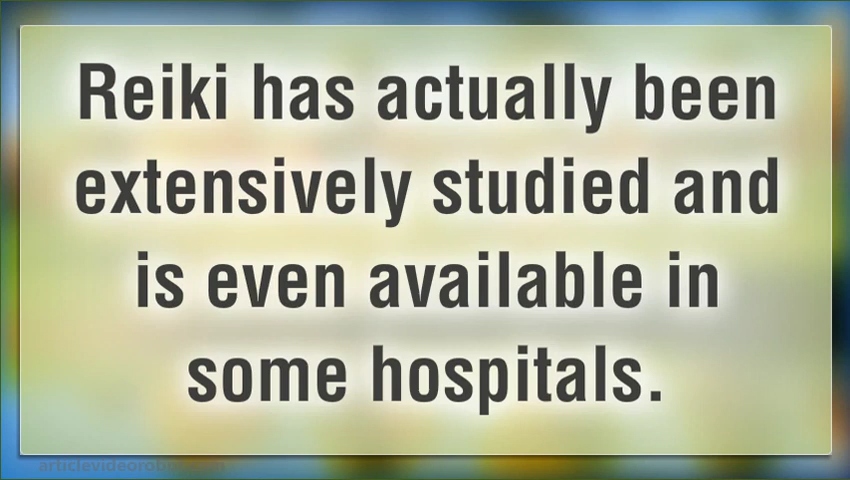 Reiki has actually been
extensively studied and
is even available in
some hospitals.